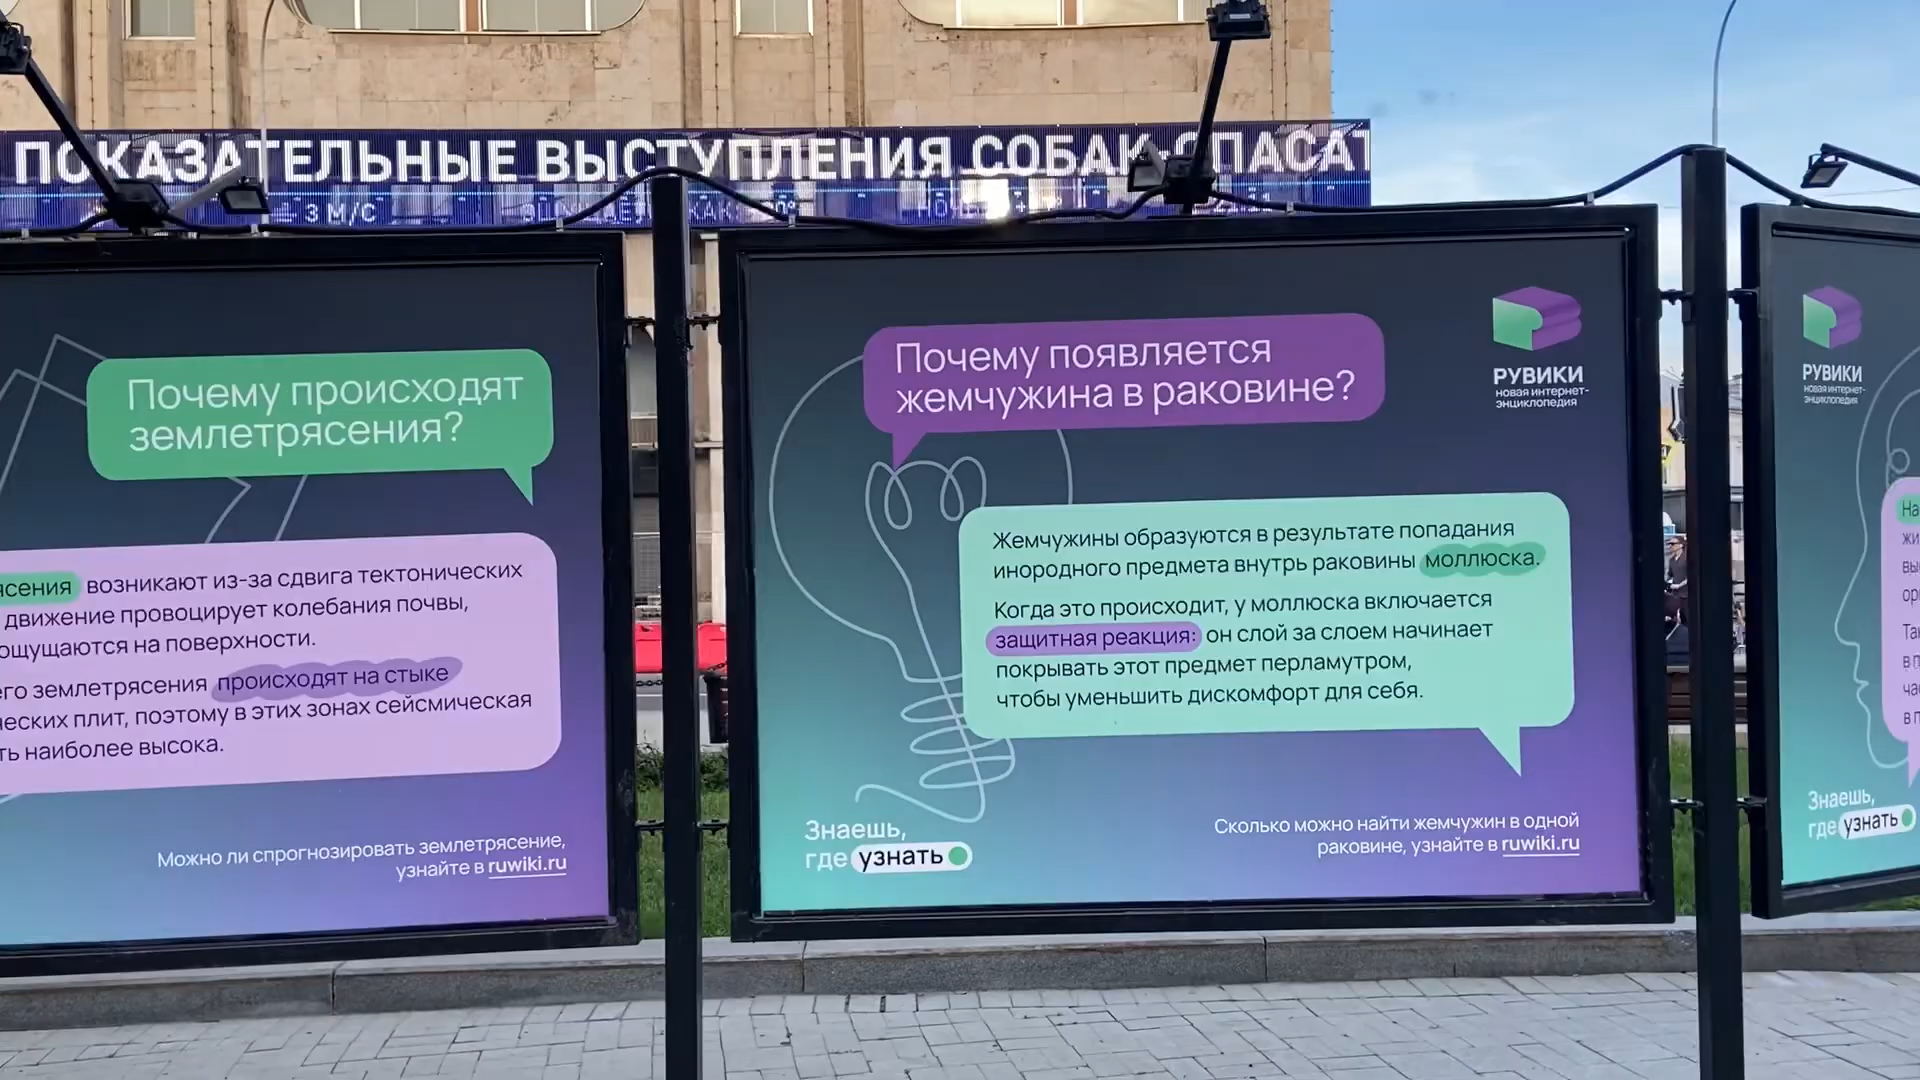 ПОКАЗАТЕЛЬНЫЕ ВЫСТУПЛЕНИЯ СОБАК-СПАСАТ
3 М/С
Почему происходят
землетрясения?
возникают из-за сдвига тектонических
движение провоцирует колебания почвы,
ощущаются на поверхности.
землетрясения происходят на стыке
плит, поэтому в этих зонах сейсмическая
наиболее высока.
Можно ли спрогнозировать землетрясение,
узнайте в ruwiki.ru
Почему появляется
жемчужина в раковине?
РУВИКИ
новая интернет-
энциклопедия
Жемчужины образуются в результате попадания
инородного предмета внутрь раковины моллюска.
Когда это происходит, у моллюска включается
защитная реакция: он слой за слоем начинает
покрывать этот предмет перламутром,
чтобы уменьшить дискомфорт для себя.
Знаешь,
где узнать
Сколько можно найти жемчужин в одной
раковине, узнайте в ruwiki.ru
РУВИКИ
новая интернет-
энциклопедия
Знаешь,
где узнать